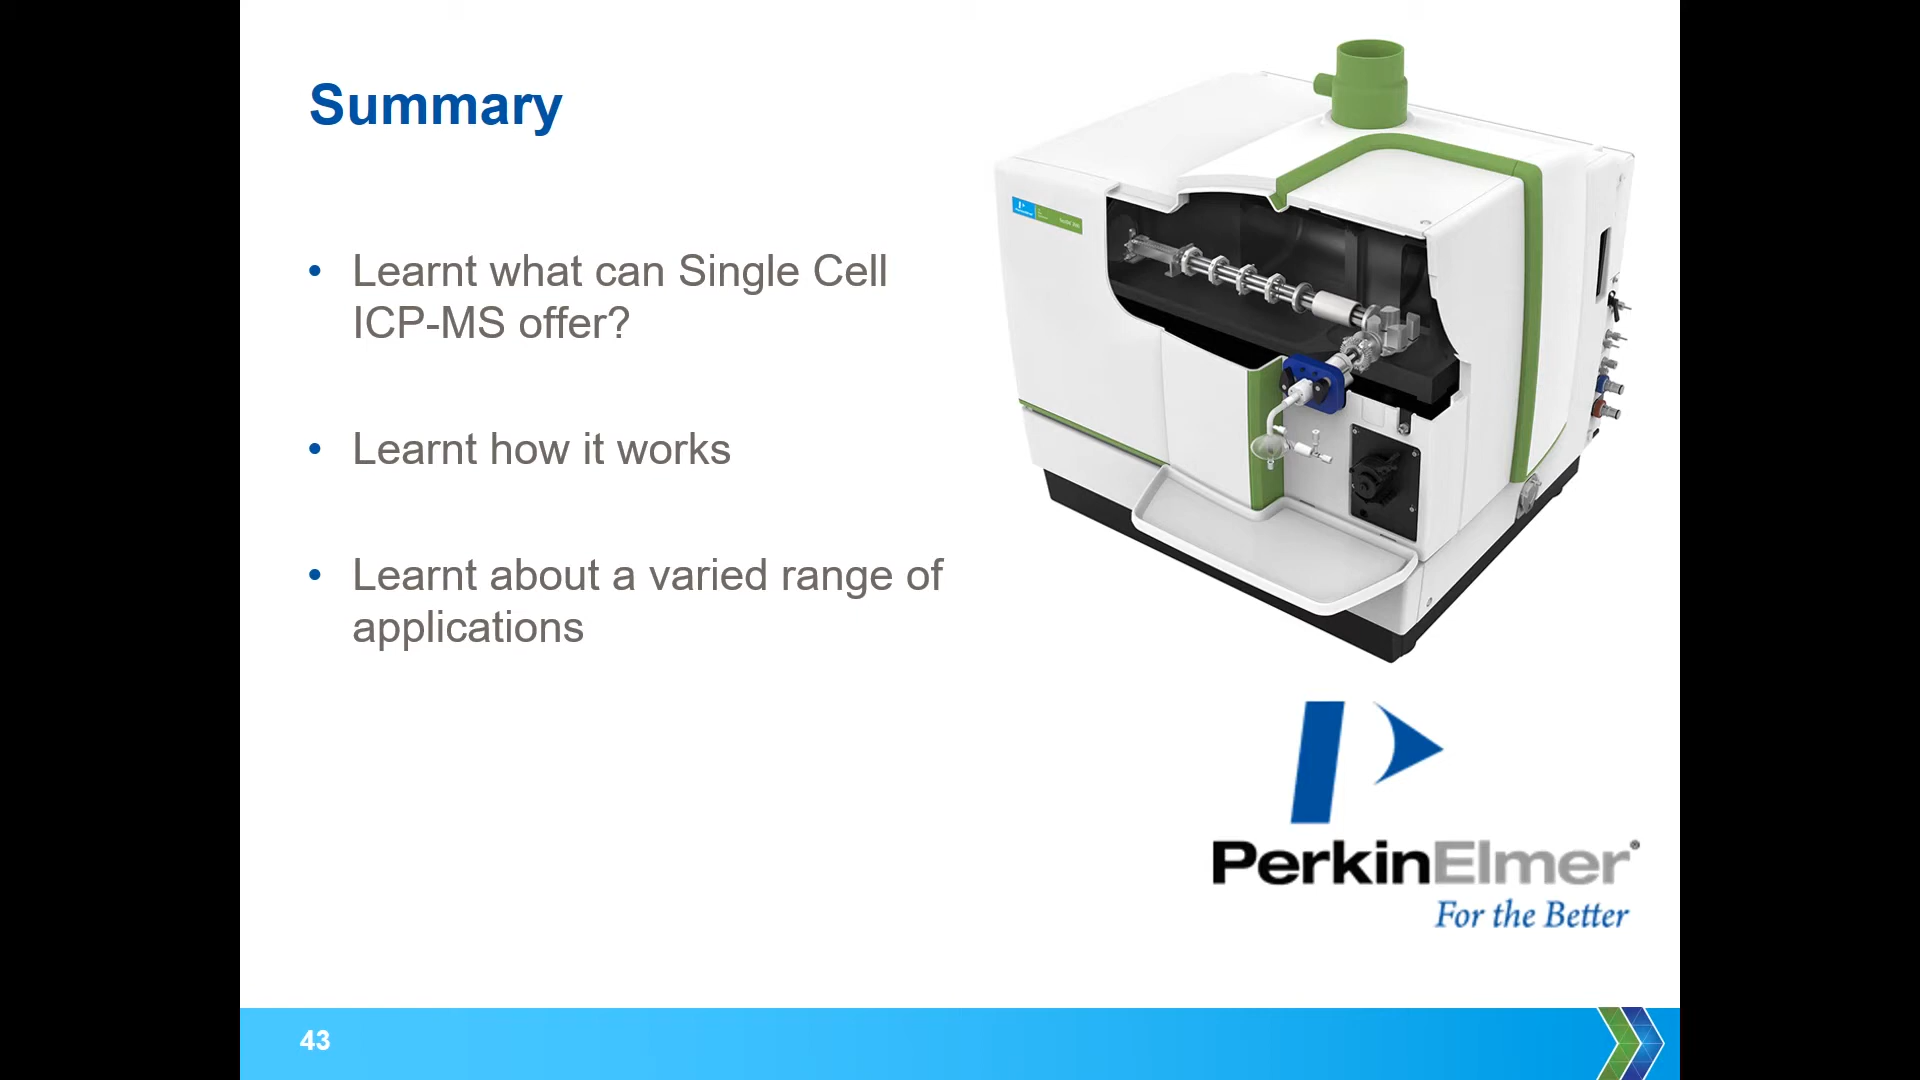 Summary
• Learnt what can Single Cell
ICP-MS offer?
• Learnt how it works
• Learnt about a varied range of
applications
PerkinElmer®
For the Better
43